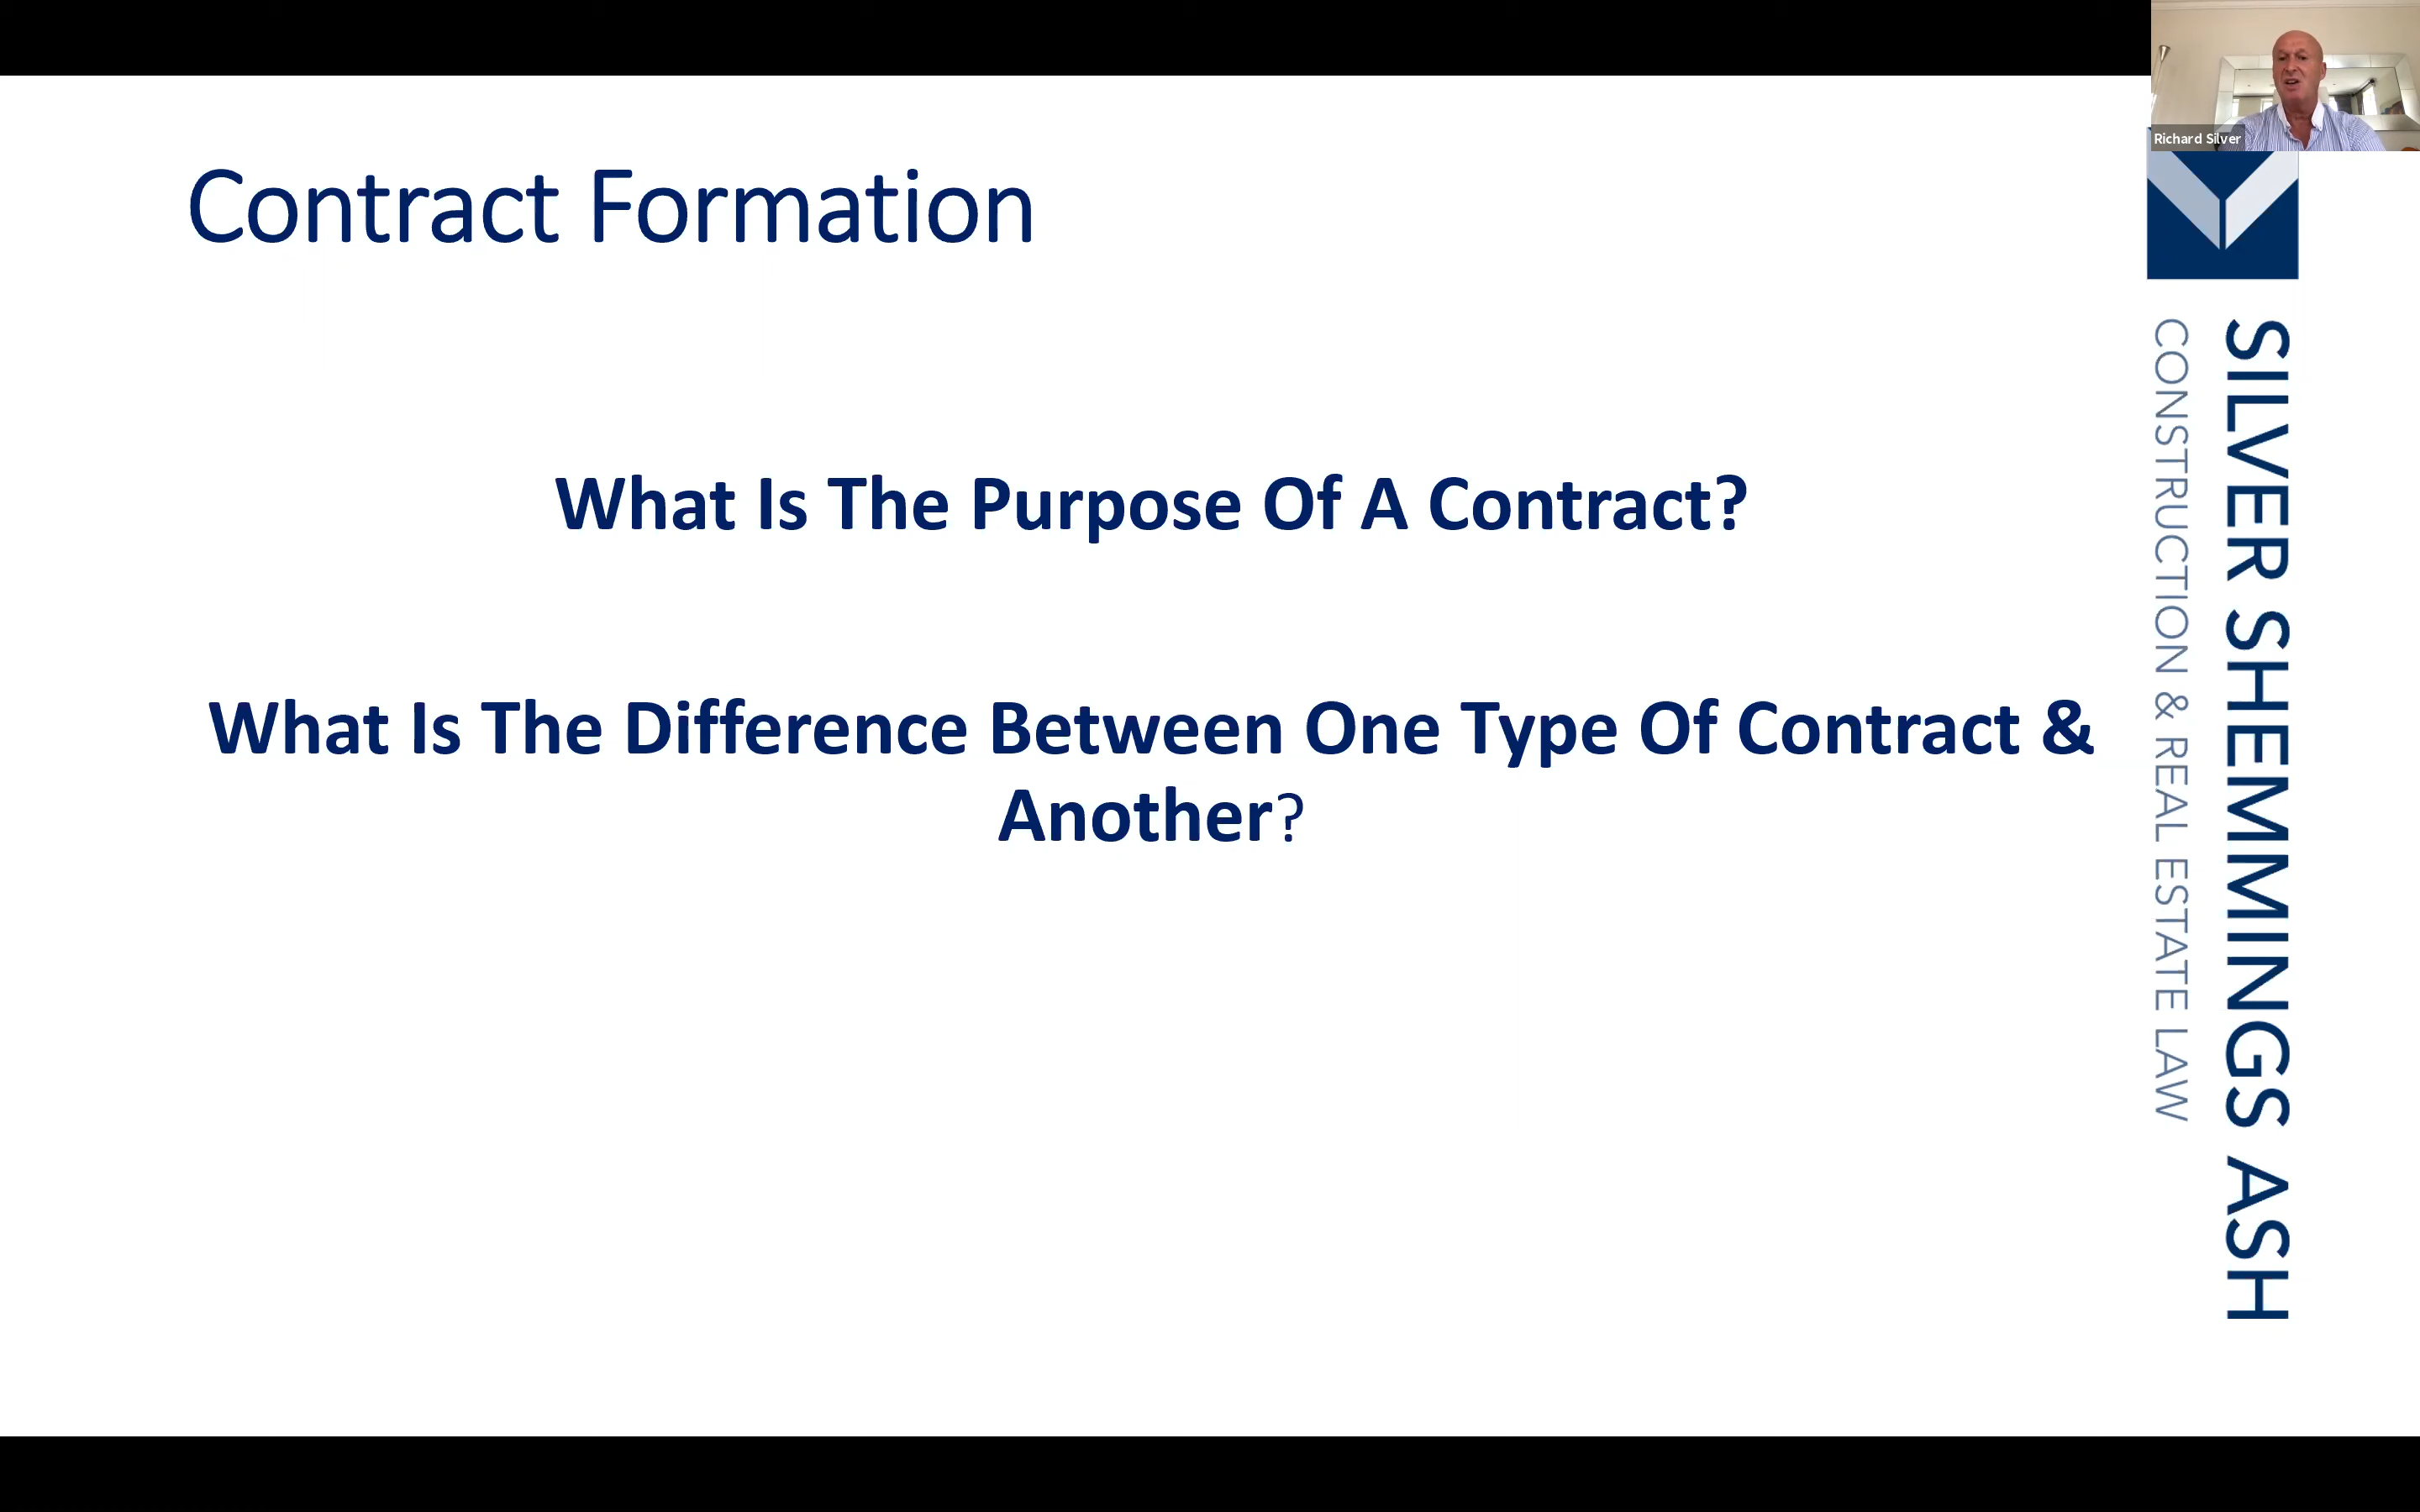 Contract Formation
What Is The Purpose Of A Contract?
What Is The Difference Between One Type Of Contract &
Another?
Richard Silver
SILVER SHEMMINGS ASH
CONSTRUCTION & REAL ESTATE LAW